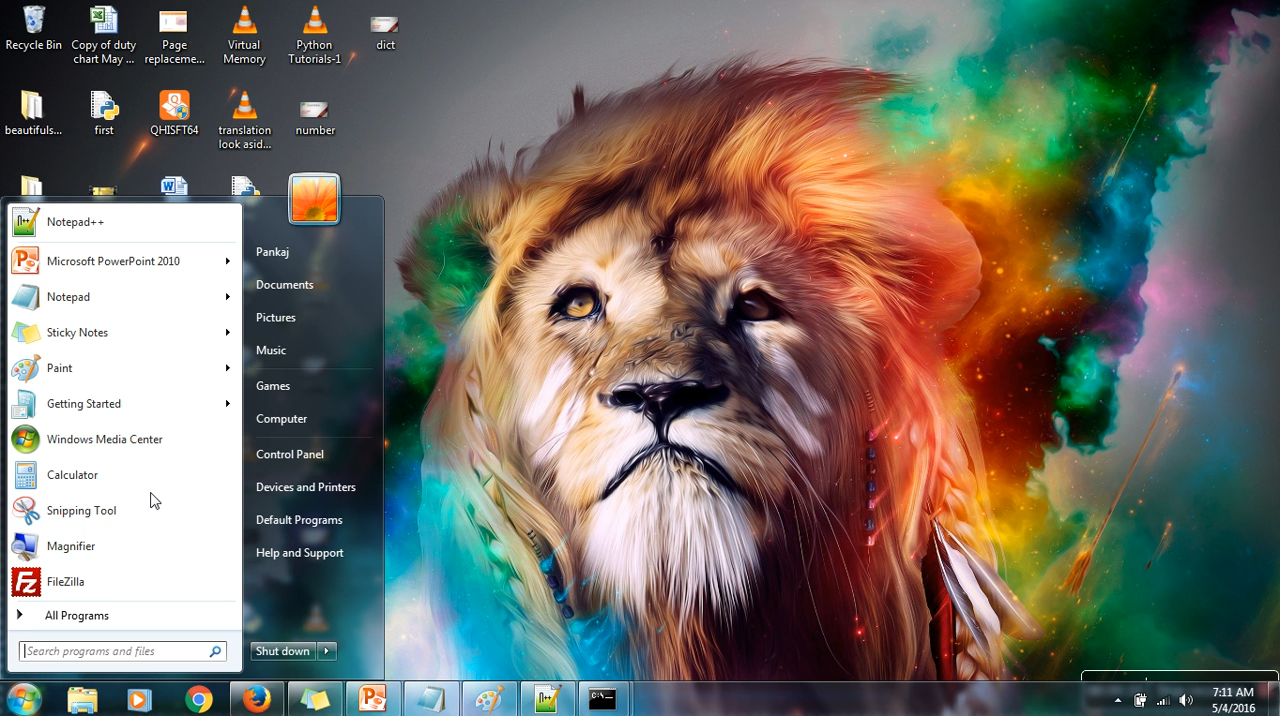 Recycle Bin
Copy of duty
chart May ...
Page
replaceme...
Virtual
Memory
Python
Tutorials-1
dict
beautifuls...
first
QHISFT64
translation
look asid...
number
Notepad++
Microsoft PowerPoint 2010
Notepad
Sticky Notes
Paint
Getting Started
Windows Media Center
Calculator
Snipping Tool
Magnifier
FileZilla
All Programs
Search programs and files
Pankaj
Documents
Pictures
Music
Games
Computer
Control Panel
Devices and Printers
Default Programs
Help and Support
Shut down
C:\_
7:11 AM
5/4/2016